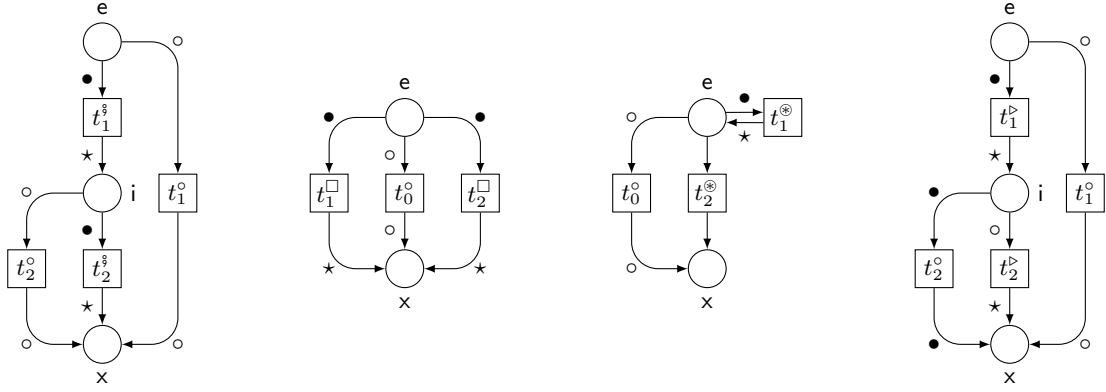 e
○
●
t₁^⨟
⋆
○ i t₁^○
●
t₂^○ t₂^⨟
○ ⋆ ○
x
e
● ○ ●
t₁^□ t₀^○ t₂^□
○
⋆ ⋆
x
e
○ ● t₁^⊛
⋆
t₀^○ t₂^⊛
○
x
e
○
●
t₁^▷
⋆
● i t₁^○
○
t₂^○ t₂^▷
● ⋆ ○
x